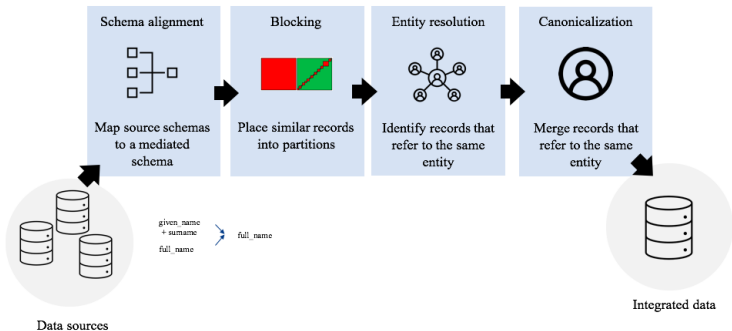 Schema alignment
Map source schemas
to a mediated
schema
Blocking
Place similar records
into partitions
Entity resolution
Identify records that
refer to the same
entity
Canonicalization
Merge records that
refer to the same
entity
given_name
+ surname
full_name
full_name
Data sources
Integrated data